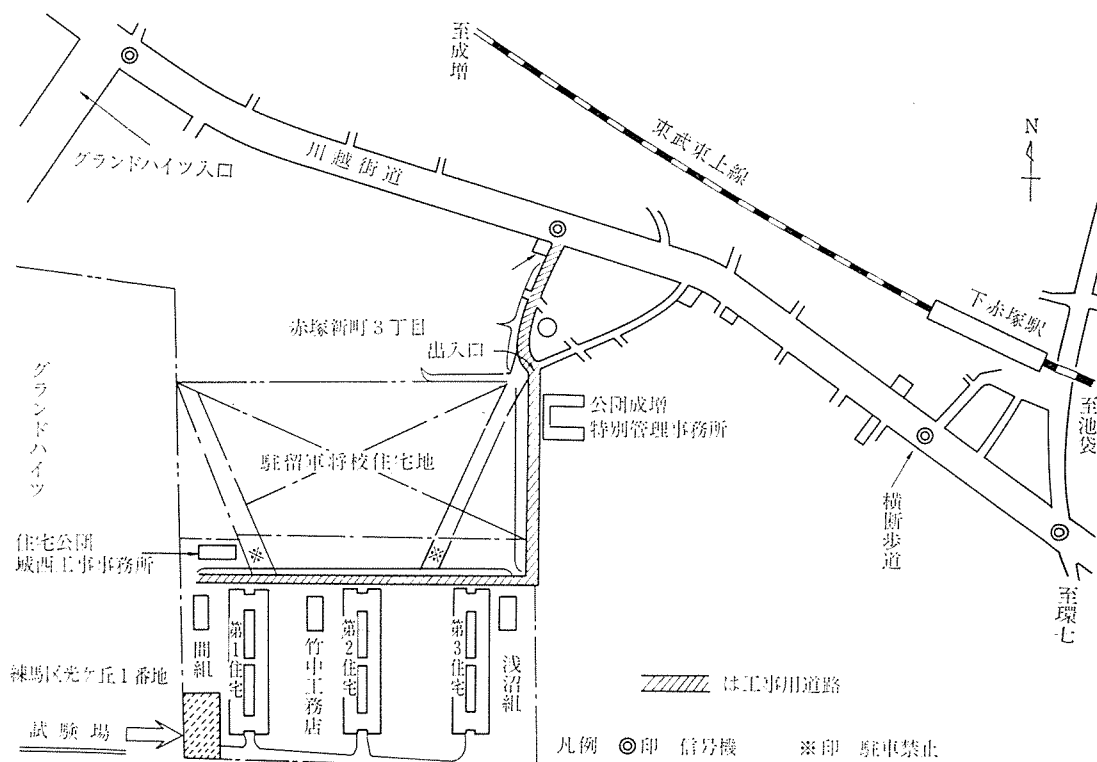 至成増
東武東上線
N
グランドハイツ入口
川越街道
下赤塚駅
赤塚新町3丁目
出入口
グランドハイツ
公団成増
特別管理事務所
至池袋
駐留軍将校住宅地
横断歩道
住宅公団
城西工事事務所
※
※
至環七
間組
第1住宅
竹中工務店
第2住宅
第3住宅
浅沼組
練馬区光ケ丘1番地
は工事用道路
試験場
凡例 ◎印 信号機 ※印 駐車禁止